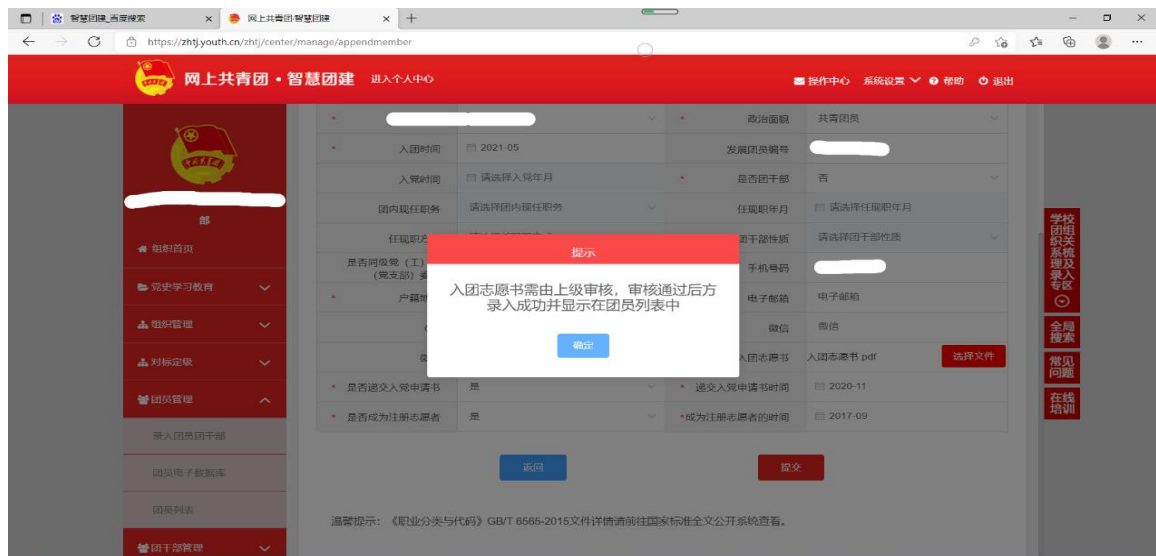 智慧团建_百度搜索
网上共青团·智慧团建
https://zhtj.youth.cn/zhtj/center/manage/appendmember
网上共青团·智慧团建 进入个人中心
操作中心 系统设置 帮助 退出
* * 政治面貌 共青团员
* 入团时间 2021-05 发展团员编号
入党时间 请选择入党年月 * 是否团干部 否
团内现任职务 请选择团内现任职务 任现职年月 请选择任现职年月
部
任现职方 团干部性质 请选择团干部性质
组织首页
是否同级党(工)
(党支部)委
手机号码
党史学习教育
* 户籍地 电子邮箱 电子邮箱
组织管理
微信 微信
对标定级
入团志愿书 入团志愿书.pdf 选择文件
* 是否递交入党申请书 是 * 递交入党申请书时间 2020-11
团员管理
* 是否成为注册志愿者 是 *成为注册志愿者的时间 2017-09
录入团员团干部
团员电子数据库
返回 提交
团员列表
温馨提示:《职业分类与代码》GB/T 6565-2015文件详情请前往国家标准全文公开系统查看。
团干部管理
提示
入团志愿书需由上级审核,审核通过后方
录入成功并显示在团员列表中
确定
学校
团组
织关
系梳
理及
录入
专区
全局
搜索
常见
问题
在线
培训